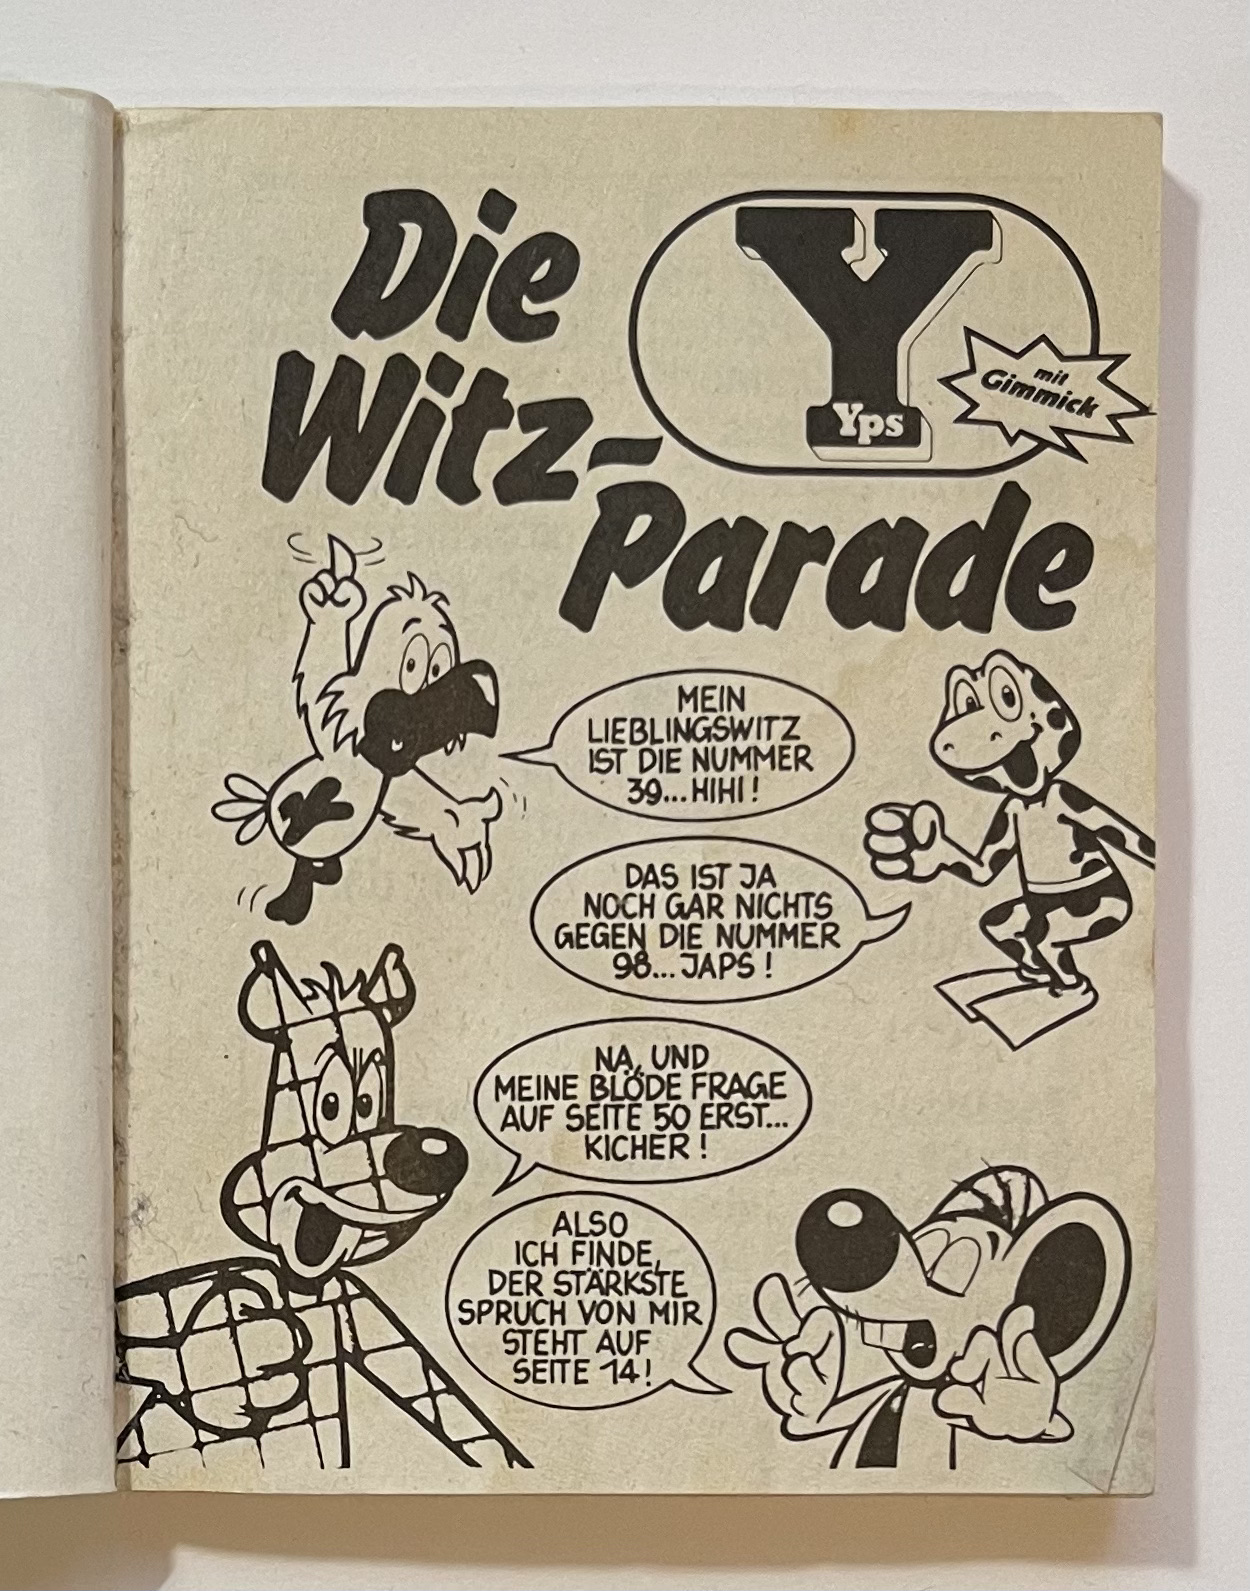 Die
Witz-
Parade
Yps
mit
Gimmick
MEIN
LIEBLINGSWITZ
IST DIE NUMMER
39...HIHI!
DAS IST JA
NOCH GAR NICHTS
GEGEN DIE NUMMER
98...JAPS!
NA, UND
MEINE BLÖDE FRAGE
AUF SEITE 50 ERST...
KICHER!
ALSO
ICH FINDE,
DER STÄRKSTE
SPRUCH VON MIR
STEHT AUF
SEITE 14!